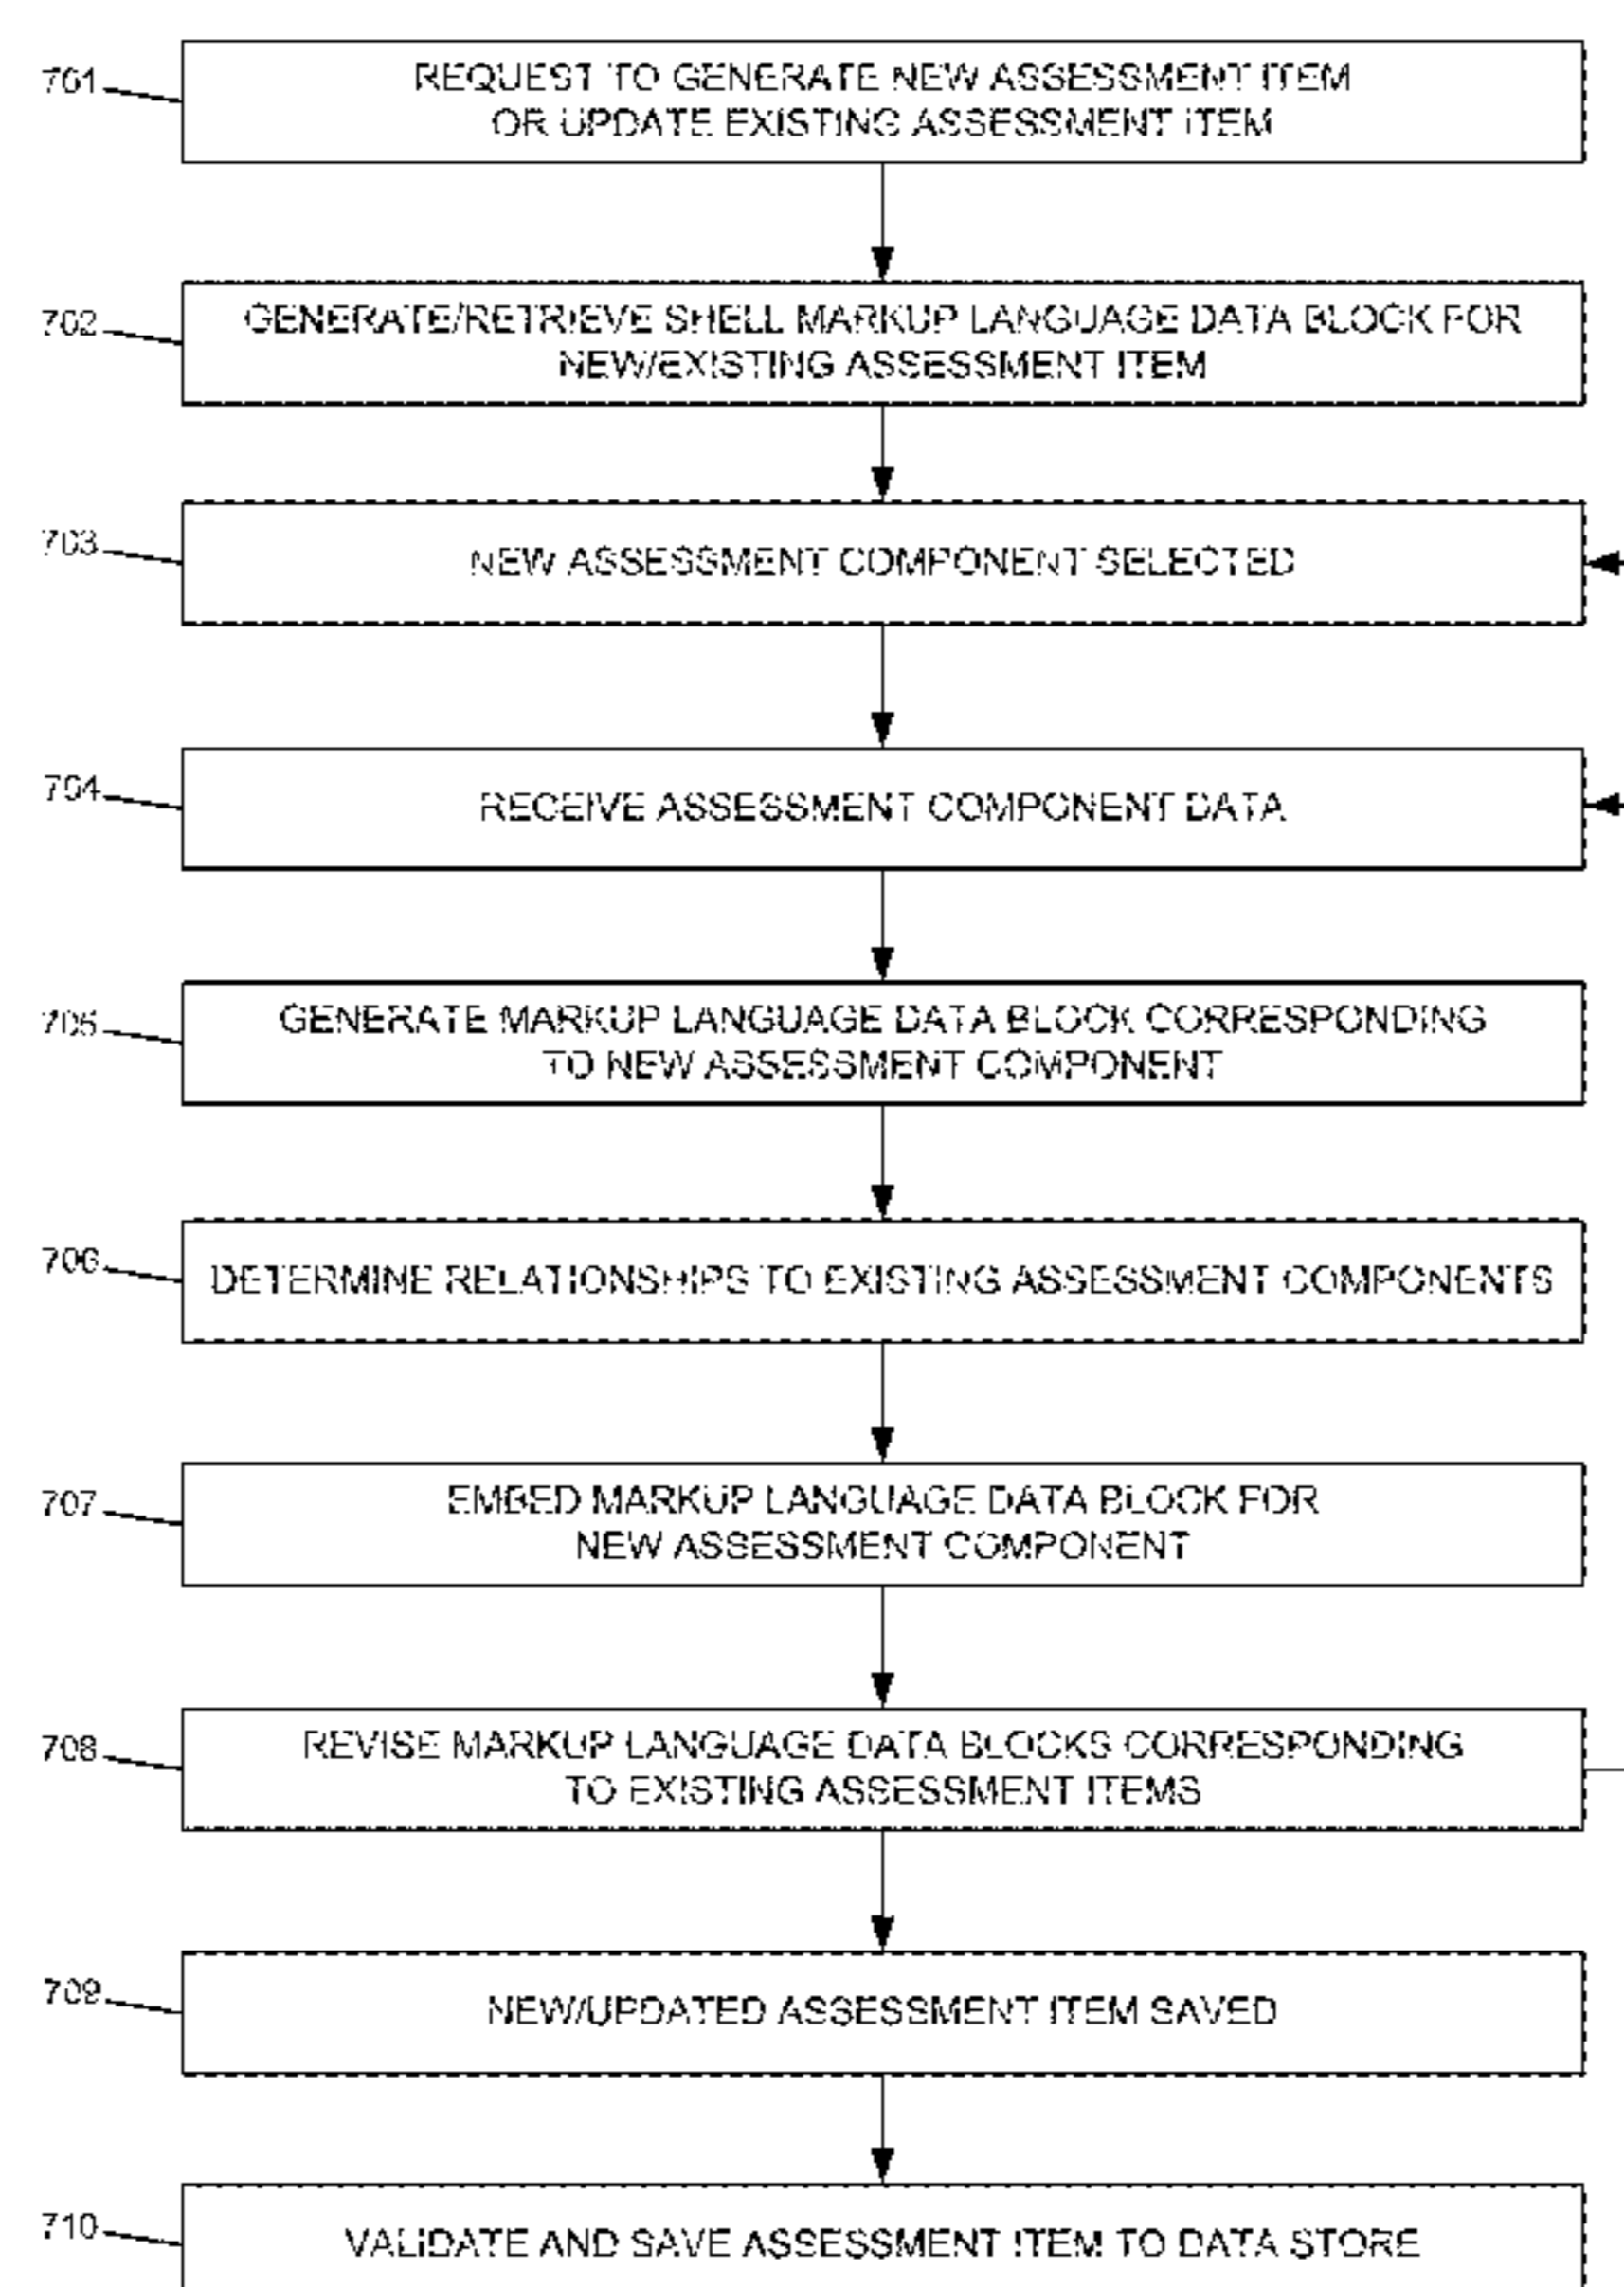 701
REQUEST TO GENERATE NEW ASSESSMENT ITEM
OR UPDATE EXISTING ASSESSMENT ITEM
702
GENERATE/RETRIEVE SHELL MARKUP LANGUAGE DATA BLOCK FOR
NEW/EXISTING ASSESSMENT ITEM
703
NEW ASSESSMENT COMPONENT SELECTED
704
RECEIVE ASSESSMENT COMPONENT DATA
705
GENERATE MARKUP LANGUAGE DATA BLOCK CORRESPONDING
TO NEW ASSESSMENT COMPONENT
706
DETERMINE RELATIONSHIPS TO EXISTING ASSESSMENT COMPONENTS
707
EMBED MARKUP LANGUAGE DATA BLOCK FOR
NEW ASSESSMENT COMPONENT
708
REVISE MARKUP LANGUAGE DATA BLOCKS CORRESPONDING
TO EXISTING ASSESSMENT ITEMS
709
NEW/UPDATED ASSESSMENT ITEM SAVED
710
VALIDATE AND SAVE ASSESSMENT ITEM TO DATA STORE